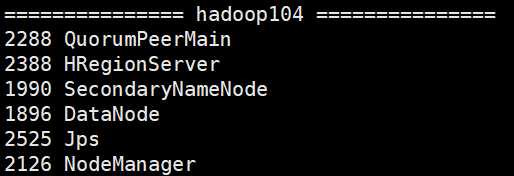 =============== hadoop104 ===============
2288 QuorumPeerMain
2388 HRegionServer
1990 SecondaryNameNode
1896 DataNode
2525 Jps
2126 NodeManager